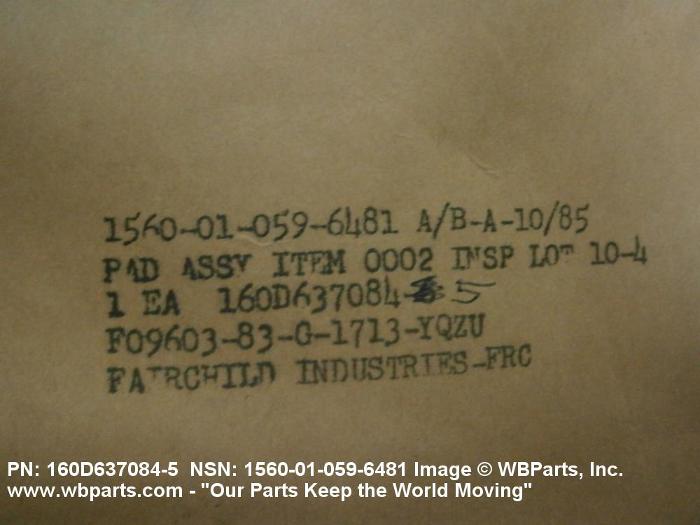 1560-01-059-6481 A/B-A-10/85
PAD ASSY ITEM 0002 INSP LOT 10-4
1 EA 160D637084-5
F09603-83-G-1713-YQZU
FAIRCHILD INDUSTRIES-FRC
PN: 160D637084-5 NSN: 1560-01-059-6481 Image © WBParts, Inc.
www.wbparts.com - "Our Parts Keep the World Moving"